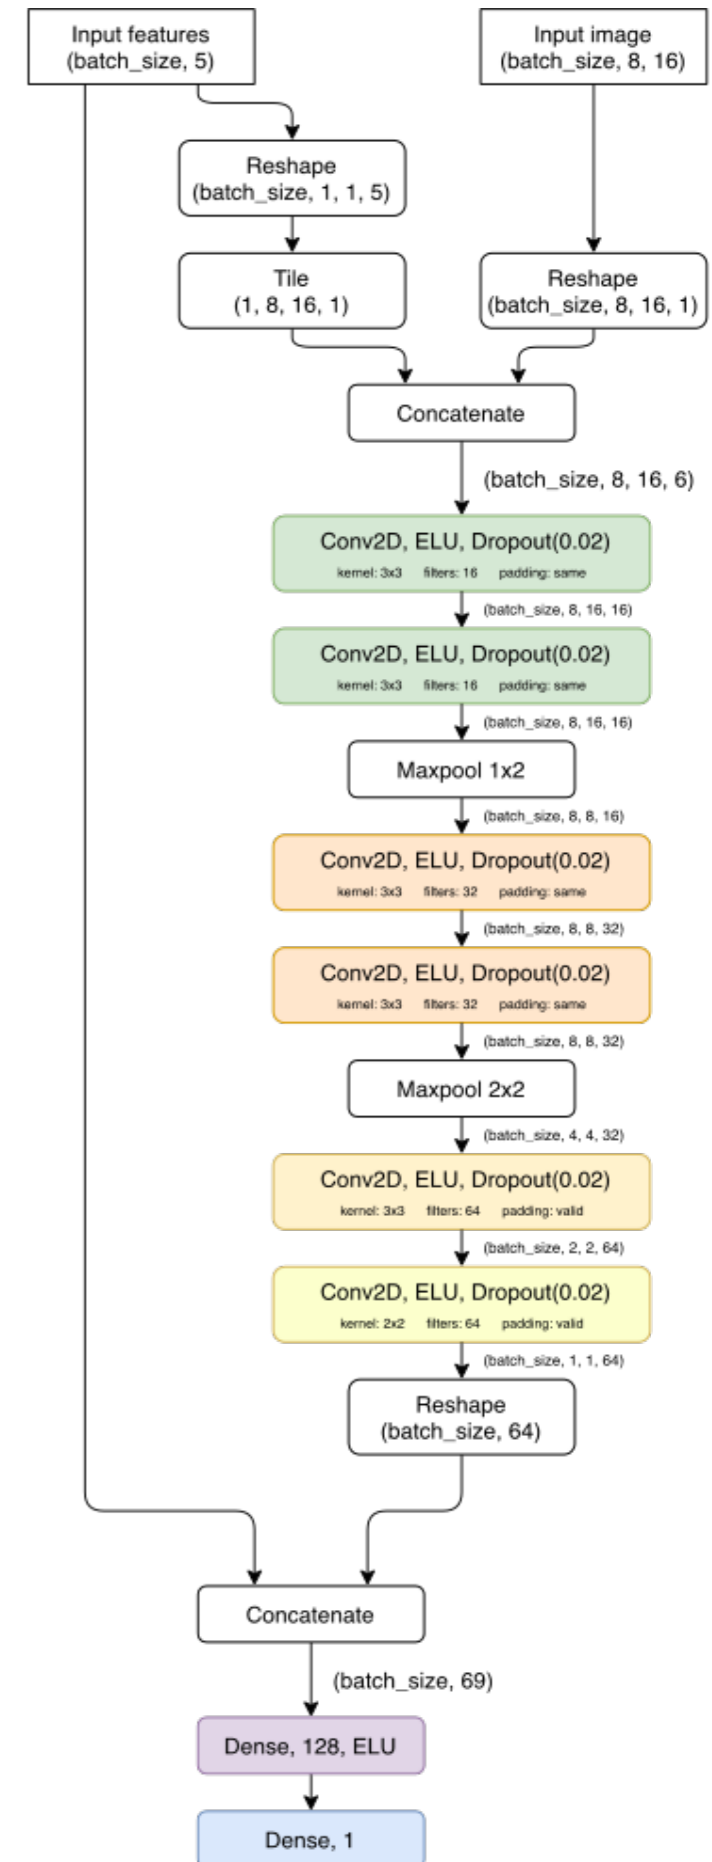 Input features
(batch_size, 5)
Input image
(batch_size, 8, 16)
Reshape
(batch_size, 1, 1, 5)
Tile
(1, 8, 16, 1)
Reshape
(batch_size, 8, 16, 1)
Concatenate
(batch_size, 8, 16, 6)
Conv2D, ELU, Dropout(0.02)
kernel: 3x3 filters: 16 padding: same
(batch_size, 8, 16, 16)
Conv2D, ELU, Dropout(0.02)
kernel: 3x3 filters: 16 padding: same
(batch_size, 8, 16, 16)
Maxpool 1x2
(batch_size, 8, 8, 16)
Conv2D, ELU, Dropout(0.02)
kernel: 3x3 filters: 32 padding: same
(batch_size, 8, 8, 32)
Conv2D, ELU, Dropout(0.02)
kernel: 3x3 filters: 32 padding: same
(batch_size, 8, 8, 32)
Maxpool 2x2
(batch_size, 4, 4, 32)
Conv2D, ELU, Dropout(0.02)
kernel: 3x3 filters: 64 padding: valid
(batch_size, 2, 2, 64)
Conv2D, ELU, Dropout(0.02)
kernel: 2x2 filters: 64 padding: valid
(batch_size, 1, 1, 64)
Reshape
(batch_size, 64)
Concatenate
(batch_size, 69)
Dense, 128, ELU
Dense, 1